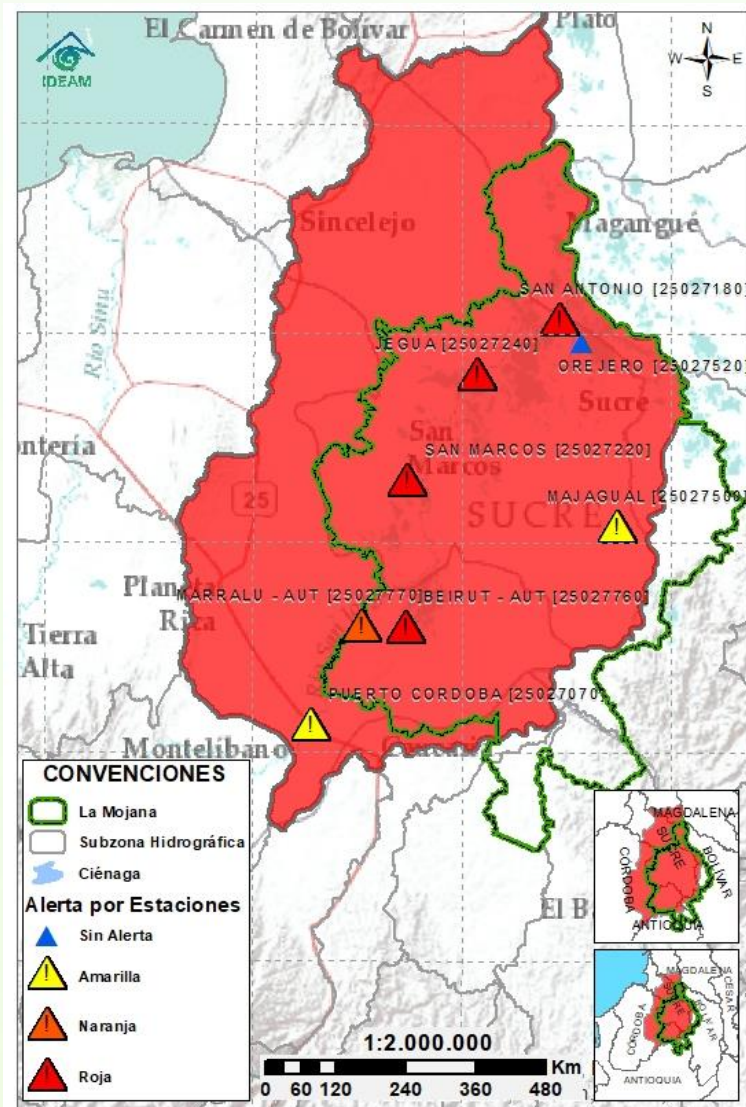 El Carmen de Bolívar
Plato
IDEAM
N
W E
S
Sincelejo
Magangué
Río Sinú
SAN ANTONIO [25027180]
JEGUA [25027240]
OREJERO [25027520]
Sucre
ontería
San
Marcos
SAN MARCOS [25027220]
25
MAJAGUAL [25027500]
SUCRE
Planeta
Rica
MARRALU - AUT [25027770]
BEIRUT - AUT [25027760]
Tierra
Alta
PUERTO CORDOBA [25027070]
Montelíbano
El B
CONVENCIONES
La Mojana
Subzona Hidrográfica
Ciénaga
Alerta por Estaciones
Sin Alerta
Amarilla
Naranja
Roja
1:2.000.000
Km
0 60 120 240 360 480
MAGDALENA
SUCRE
BOLÍVAR
CORDOBA
ANTIOQUIA
MAGDALENA
CESAR
CORDOBA
ANTIOQUIA